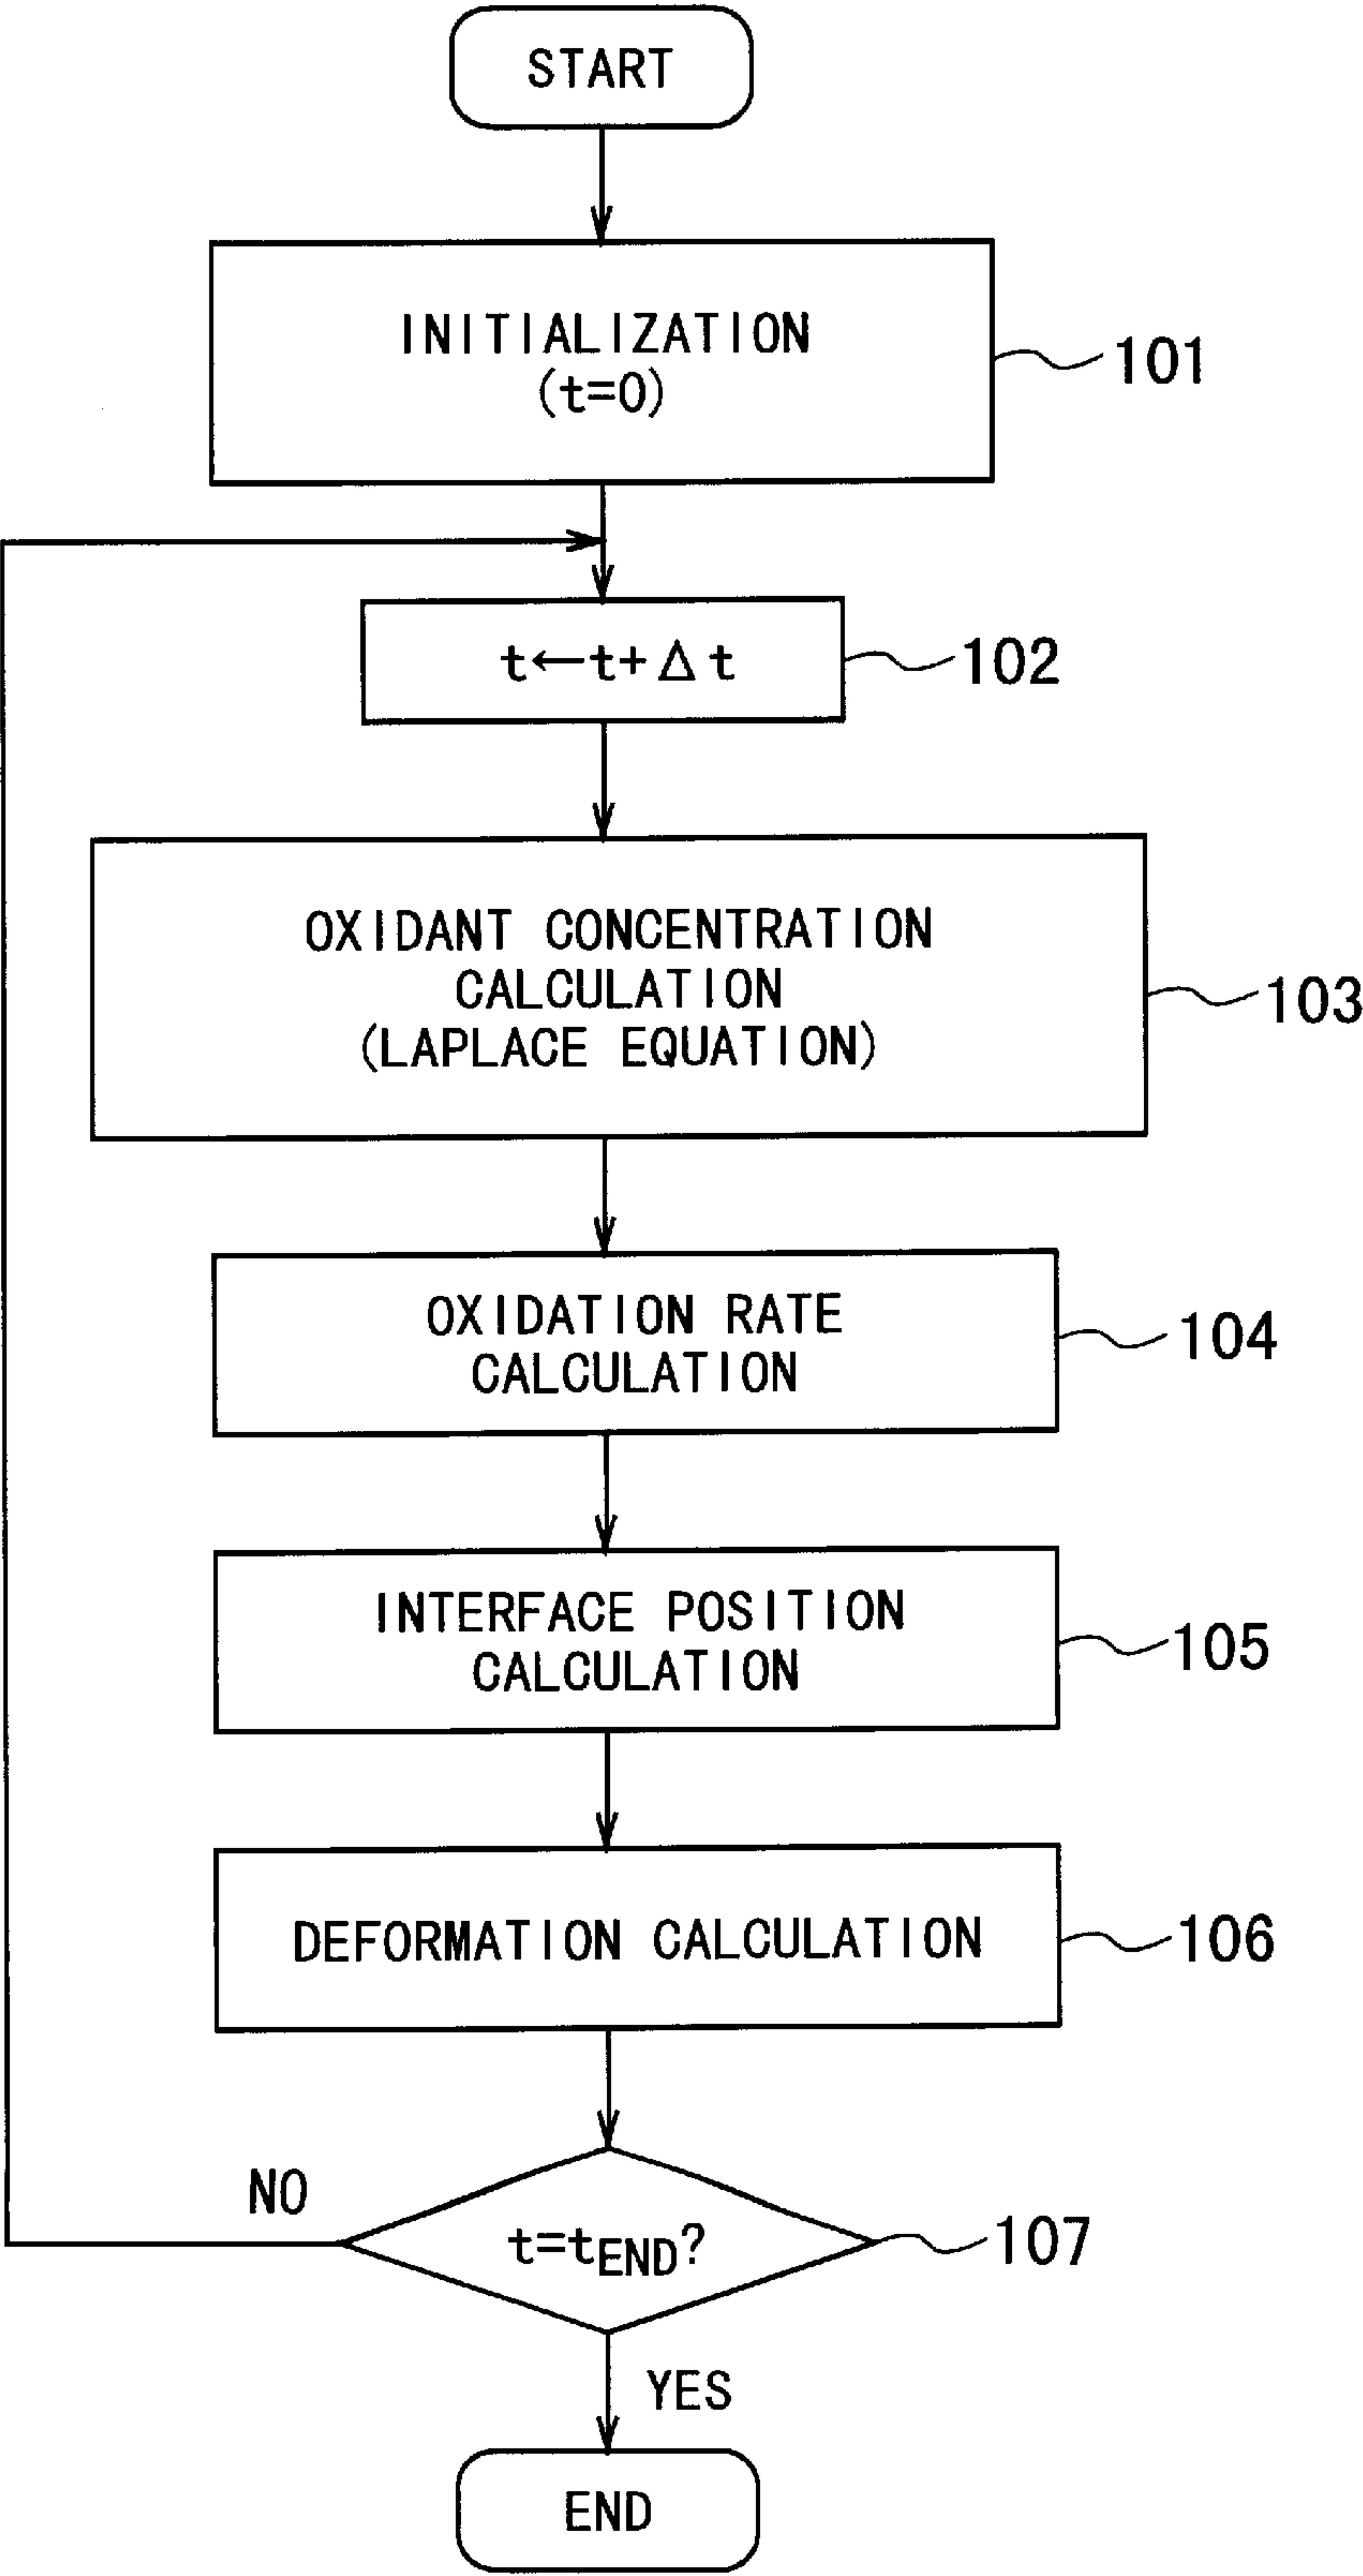 START
INITIALIZATION
(t=0)
101
t←t+Δt
102
OXIDANT CONCENTRATION
CALCULATION
(LAPLACE EQUATION)
103
OXIDATION RATE
CALCULATION
104
INTERFACE POSITION
CALCULATION
105
DEFORMATION CALCULATION
106
NO
t=tEND?
107
YES
END